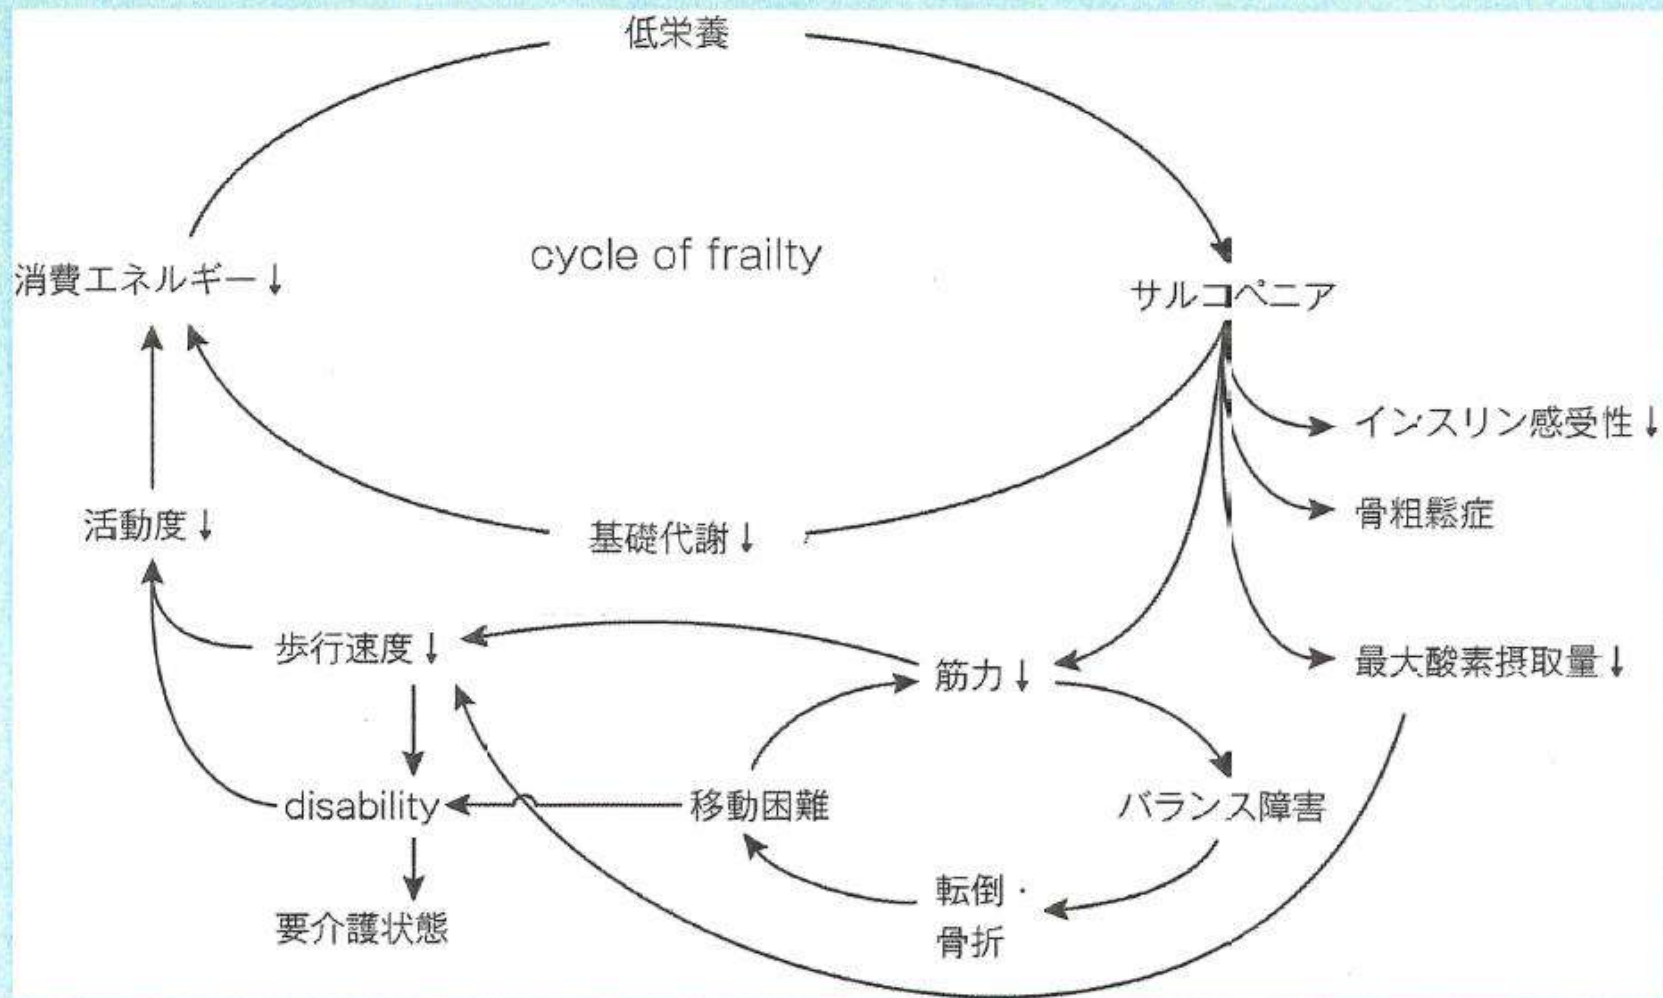 低栄養
cycle of frailty
消費エネルギー↓
サルコペニア
インスリン感受性↓
骨粗鬆症
活動度↓
基礎代謝↓
歩行速度↓
筋力↓
最大酸素摂取量↓
disability
移動困難
バランス障害
転倒・
骨折
要介護状態